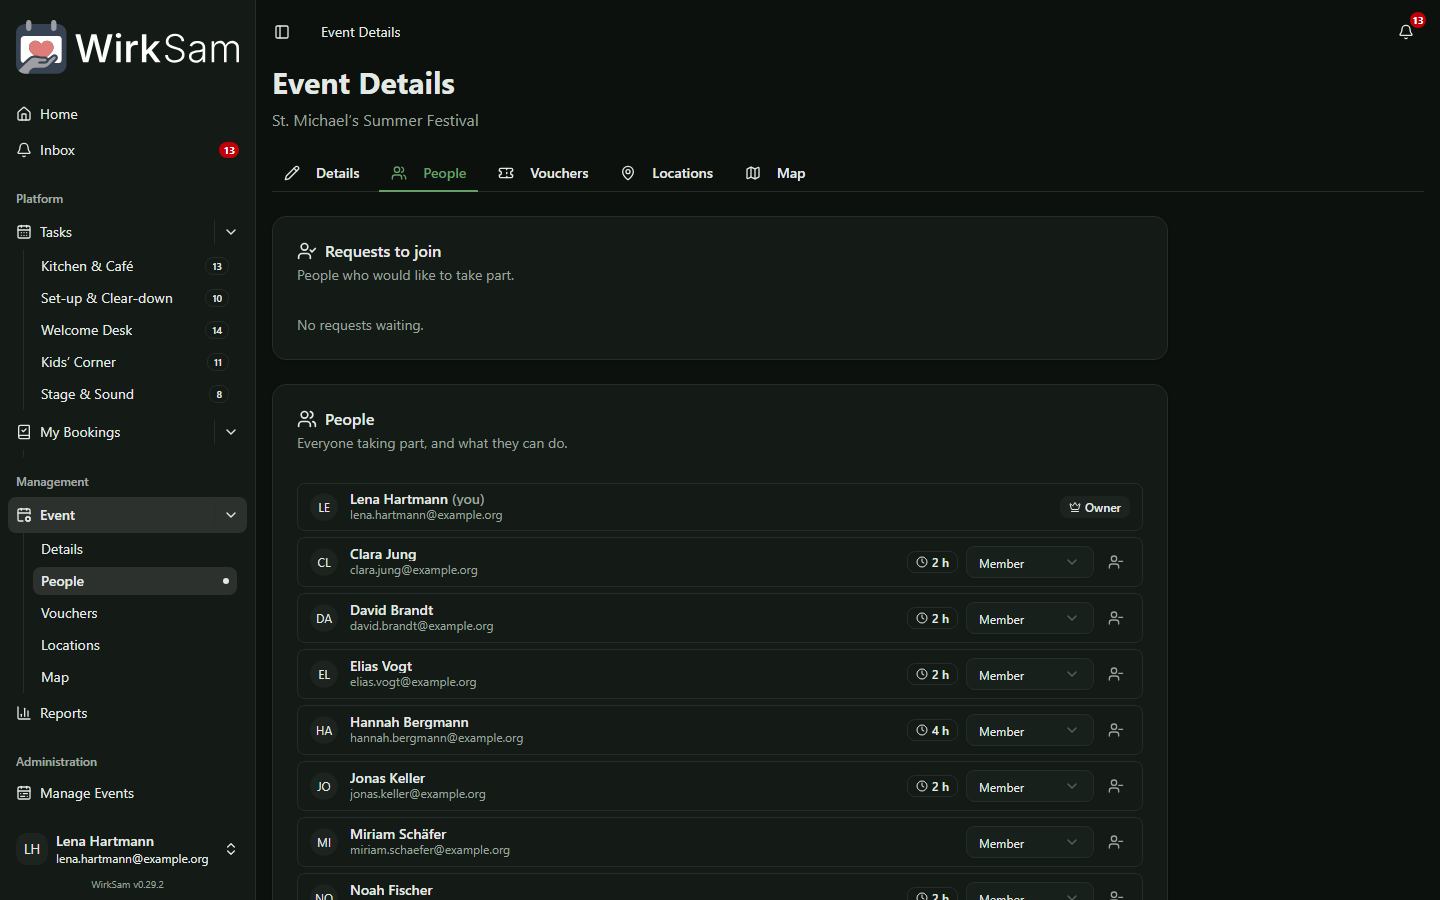 WirkSam
Home
Inbox
13
Platform
Tasks
Kitchen & Café
13
Set-up & Clear-down
10
Welcome Desk
14
Kids’ Corner
11
Stage & Sound
8
My Bookings
Management
Event
Details
People
Vouchers
Locations
Map
Reports
Administration
Manage Events
LH
Lena Hartmann
lena.hartmann@example.org
WirkSam v0.29.2
Event Details
13
Event Details
St. Michael’s Summer Festival
Details
People
Vouchers
Locations
Map
Requests to join
People who would like to take part.
No requests waiting.
People
Everyone taking part, and what they can do.
LE
Lena Hartmann (you)
lena.hartmann@example.org
Owner
CL
Clara Jung
clara.jung@example.org
2 h
Member
DA
David Brandt
david.brandt@example.org
2 h
Member
EL
Elias Vogt
elias.vogt@example.org
2 h
Member
HA
Hannah Bergmann
hannah.bergmann@example.org
4 h
Member
JO
Jonas Keller
jonas.keller@example.org
2 h
Member
MI
Miriam Schäfer
miriam.schaefer@example.org
Member
NO
Noah Fischer
2 h
Member